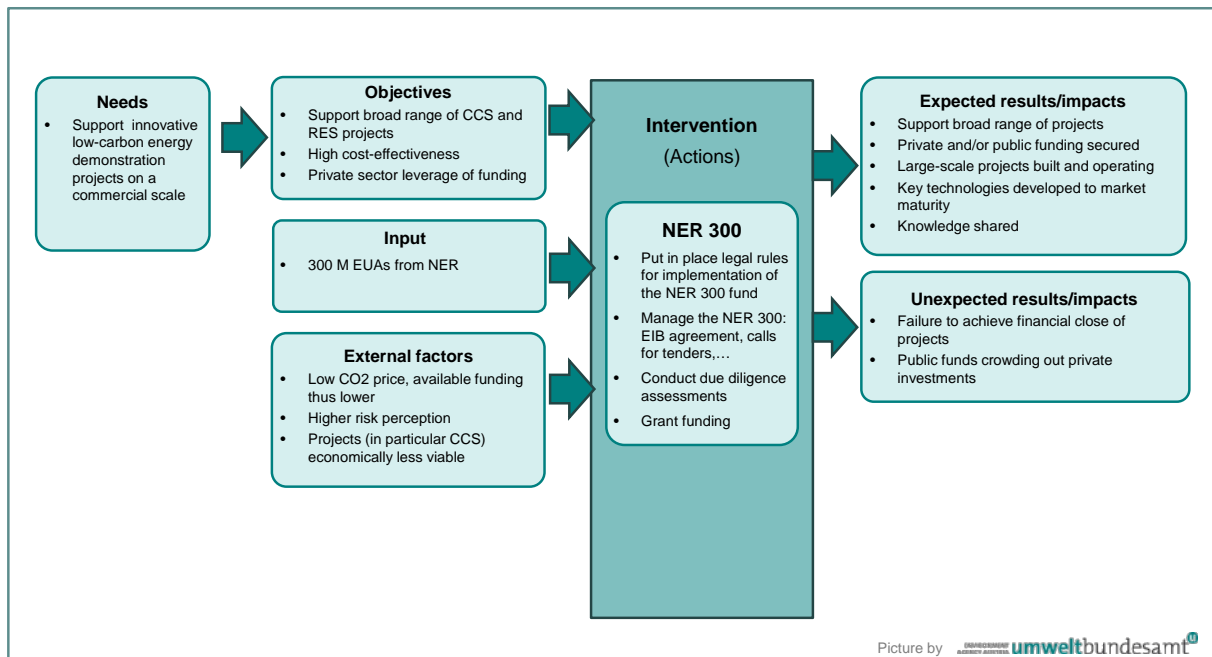 Needs
• Support innovative
low-carbon energy
demonstration
projects on a
commercial scale
Objectives
• Support broad range of CCS and
RES projects
• High cost-effectiveness
• Private sector leverage of funding
Input
• 300 M EUAs from NER
External factors
• Low CO2 price, available funding
thus lower
• Higher risk perception
• Projects (in particular CCS)
economically less viable
Intervention
(Actions)
NER 300
• Put in place legal rules
for implementation of
the NER 300 fund
• Manage the NER 300:
EIB agreement, calls
for tenders,…
• Conduct due diligence
assessments
• Grant funding
Expected results/impacts
• Support broad range of projects
• Private and/or public funding secured
• Large-scale projects built and operating
• Key technologies developed to market
maturity
• Knowledge shared
Unexpected results/impacts
• Failure to achieve financial close of
projects
• Public funds crowding out private
investments
Picture by
ENVIRONMENT
AGENCY AUSTRIA umweltbundesamt u